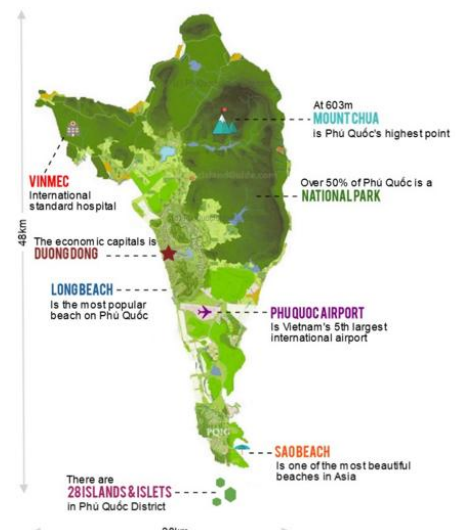 At 603m
MOUNT CHUA
is Phú Quốc's highest point
VINMEC
International
standard hospital
Over 50% of Phú Quốc is a
NATIONAL PARK
48km
The economic capitals is
DUONG DONG
LONG BEACH
Is the most popular
beach on Phú Quốc
PHU QUOC AIRPORT
Is Vietnam's 5th largest
international airport
SAO BEACH
Is one of the most beautiful
beaches in Asia
There are
28 ISLANDS & ISLETS
in Phú Quốc District